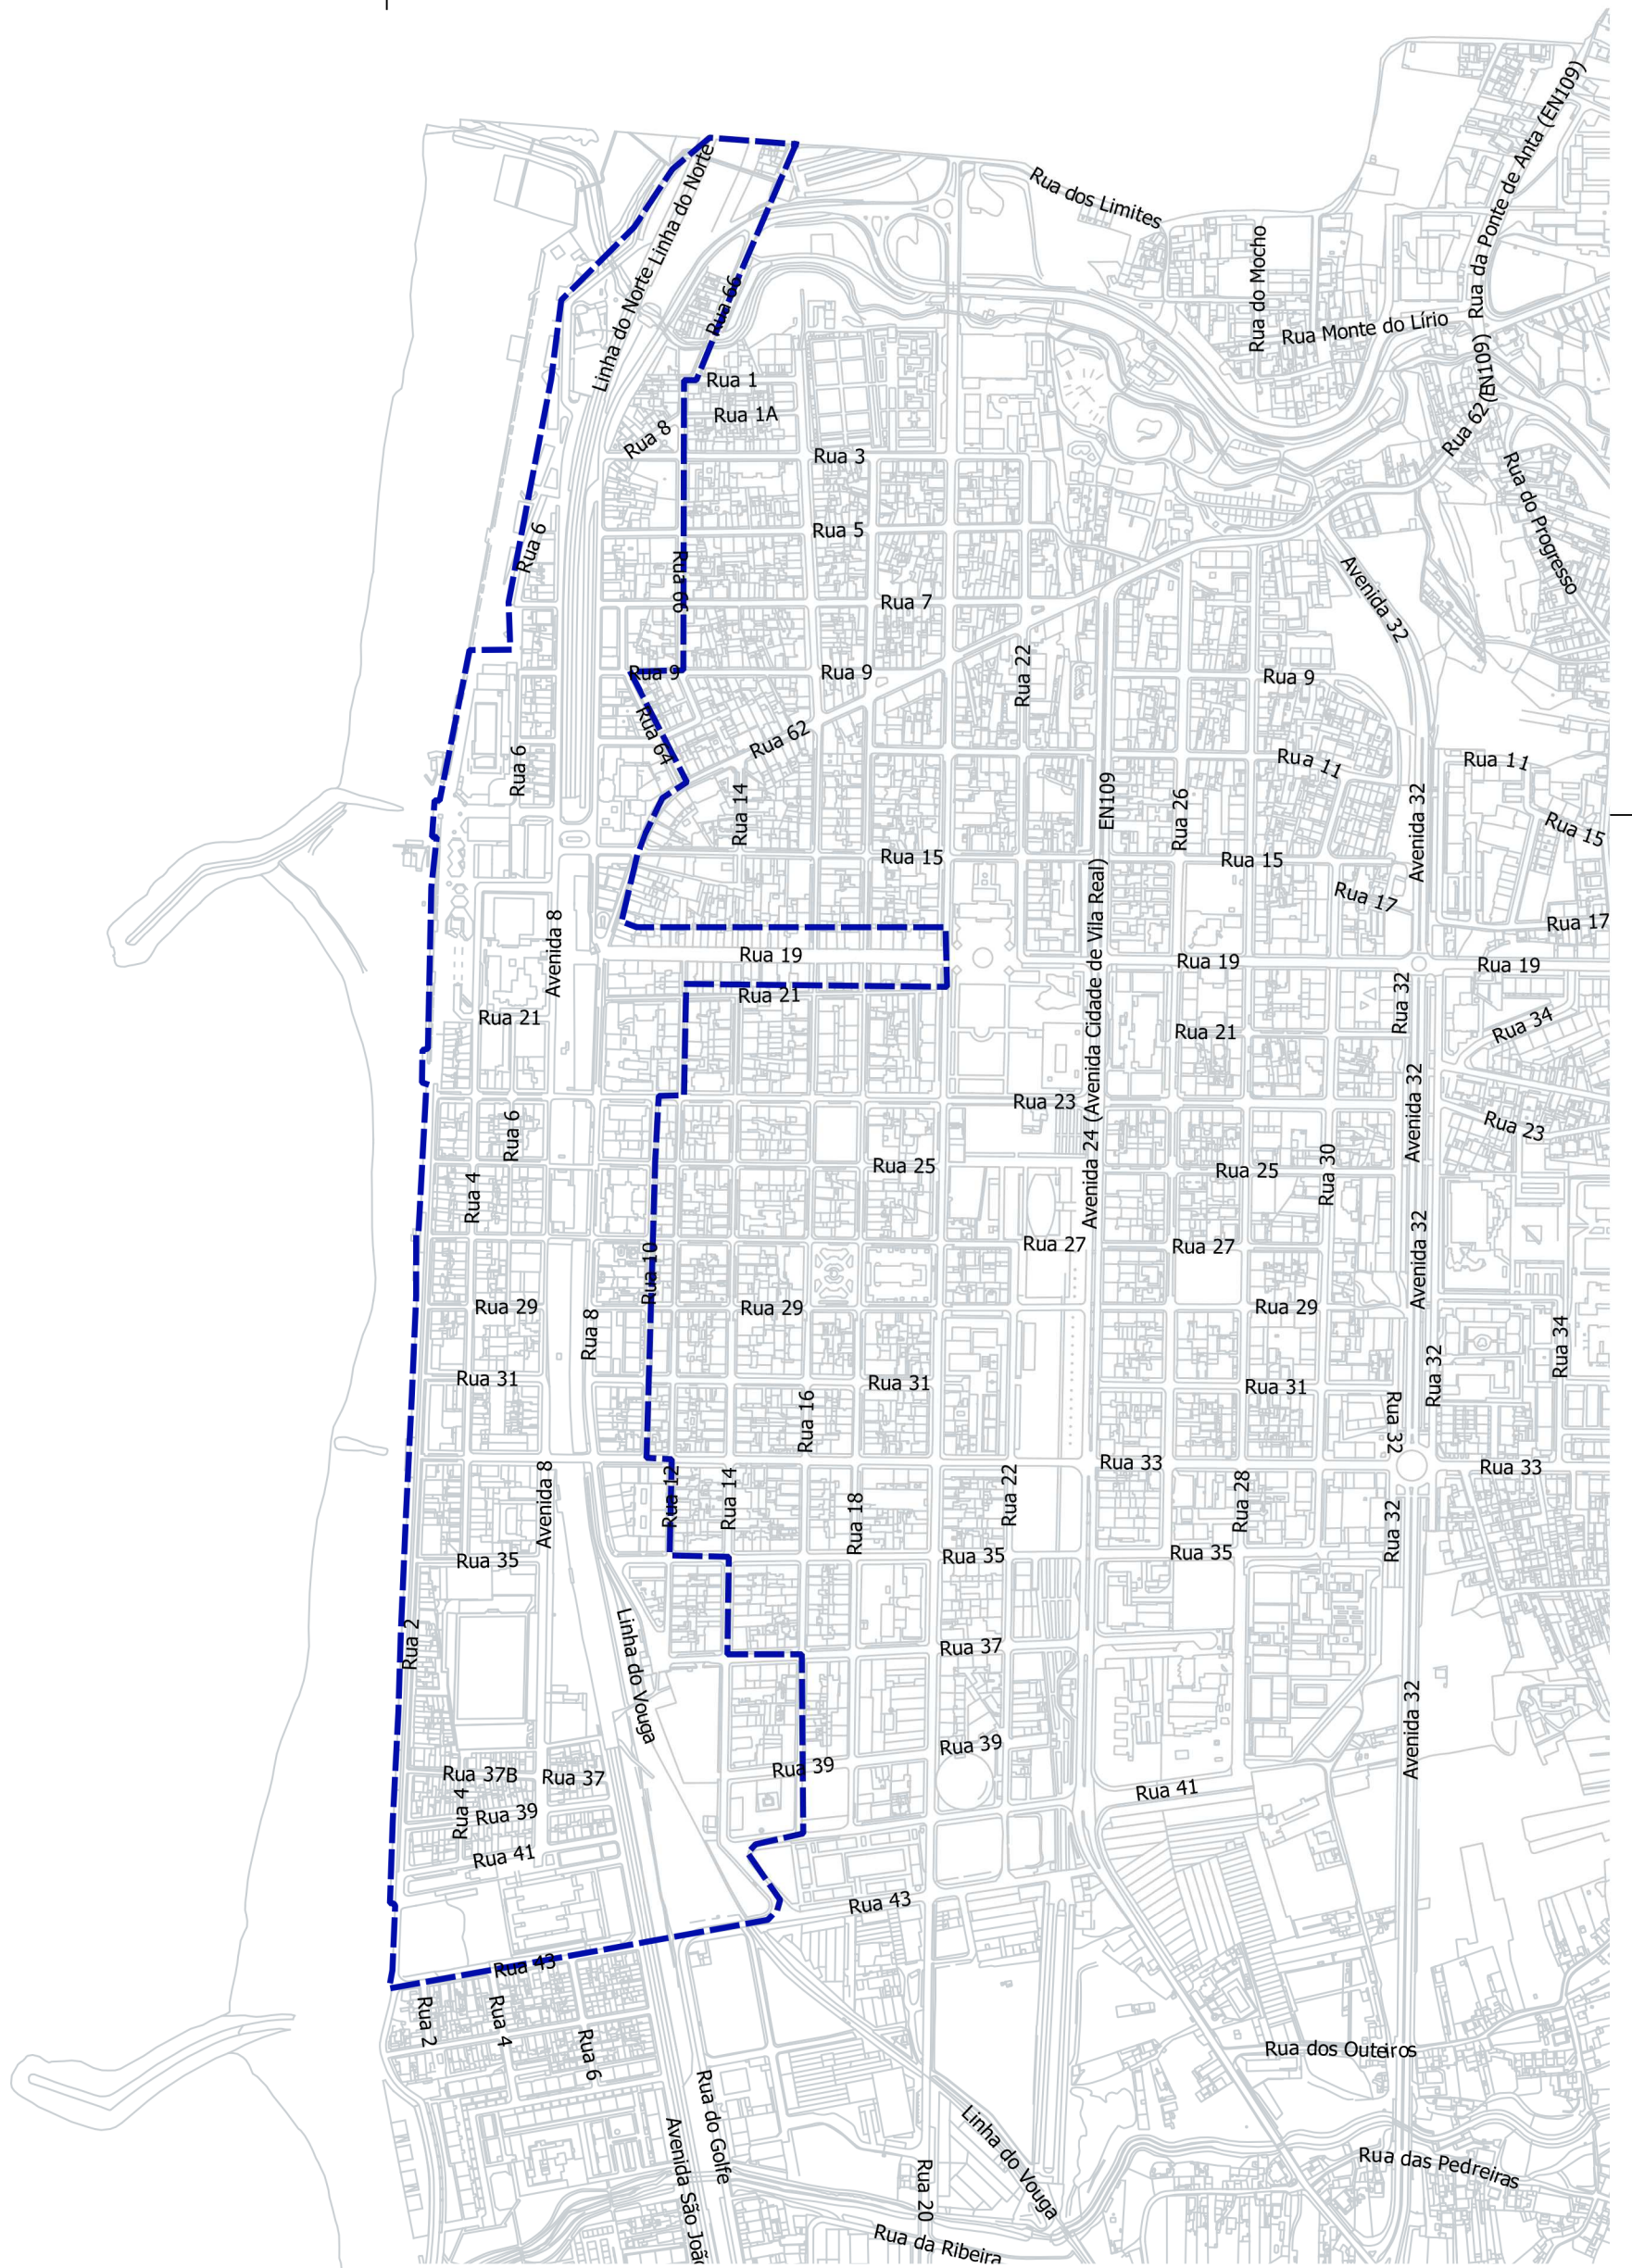 Rua da Ponte de Anta (EN109)
Rua dos Limites
Linha do Norte
Linha do Norte
Rua do Mocho
Rua 66
Rua Monte do Lírio
Rua 62 (EN109)
Rua 1
Rua 1A
Rua 8
Rua 3
Rua do Progresso
Rua 6
Rua 5
Rua 66
Avenida 32
Rua 7
Rua 9
Rua 9
Rua 22
Rua 9
Rua 64
Rua 62
Rua 6
Rua 11
Rua 11
Rua 14
EN109
Rua 26
Avenida 32
Rua 15
Rua 15
Rua 15
Rua 17
Rua 17
Avenida 8
Rua 19
Rua 19
Rua 19
Rua 21
Rua 21
Rua 21
Rua 32
Rua 34
Avenida 24 (Avenida Cidade de Vila Real)
Rua 23
Rua 23
Avenida 32
Rua 6
Rua 4
Rua 25
Rua 25
Rua 30
Rua 10
Rua 27
Rua 27
Avenida 32
Rua 29
Rua 8
Rua 29
Rua 29
Rua 34
Rua 31
Rua 31
Rua 31
Rua 32
Rua 16
Rua 32
Rua 33
Rua 33
Avenida 8
Rua 12
Rua 14
Rua 18
Rua 22
Rua 28
Rua 32
Rua 35
Rua 35
Rua 35
Rua 2
Linha do Vouga
Rua 37
Avenida 32
Rua 39
Rua 39
Rua 37B
Rua 37
Rua 41
Rua 4
Rua 39
Rua 41
Rua 43
Rua 43
Rua 2
Rua 4
Rua 6
Rua dos Outeiros
Rua do Golfe
Avenida São João
Linha do Vouga
Rua 20
Rua das Pedreiras
Rua da Ribeira